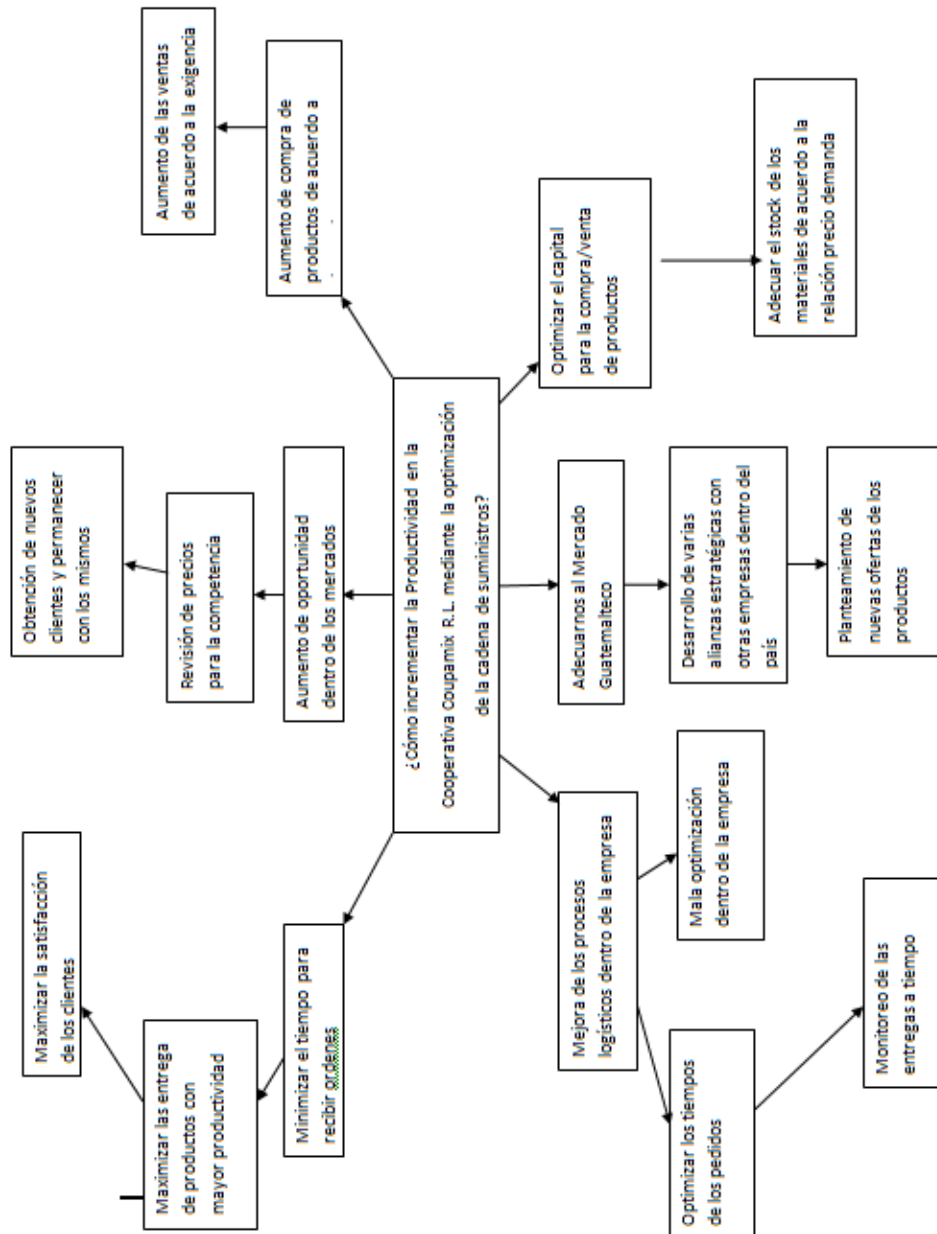 Maximizar la satisfacción
de los clientes
Obtención de nuevos
clientes y permanecer
con los mismos
Aumento de las ventas
de acuerdo a la exigencia
Maximizar las entrega
de productos con
mayor productividad
Revisión de precios
para la competencia
Aumento de compra de
productos de acuerdo a
Minimizar el tiempo para
recibir ordenes
Aumento de oportunidad
dentro de los mercados
¿Cómo incrementar la Productividad en la
Cooperativa Coupamix R.L. mediante la optimización
de la cadena de suministros?
Mejora de los procesos
logísticos dentro de la empresa
Adecuarnos al Mercado
Guatemalteco
Optimizar el capital
para la compra/venta
de productos
Optimizar los tiempos
de los pedidos
Mala optimización
dentro de la empresa
Desarrollo de varias
alianzas estratégicas con
otras empresas dentro del
país
Adecuar el stock de los
materiales de acuerdo a la
relación precio demanda
Monitoreo de las
entregas a tiempo
Planteamiento de
nuevas ofertas de los
productos